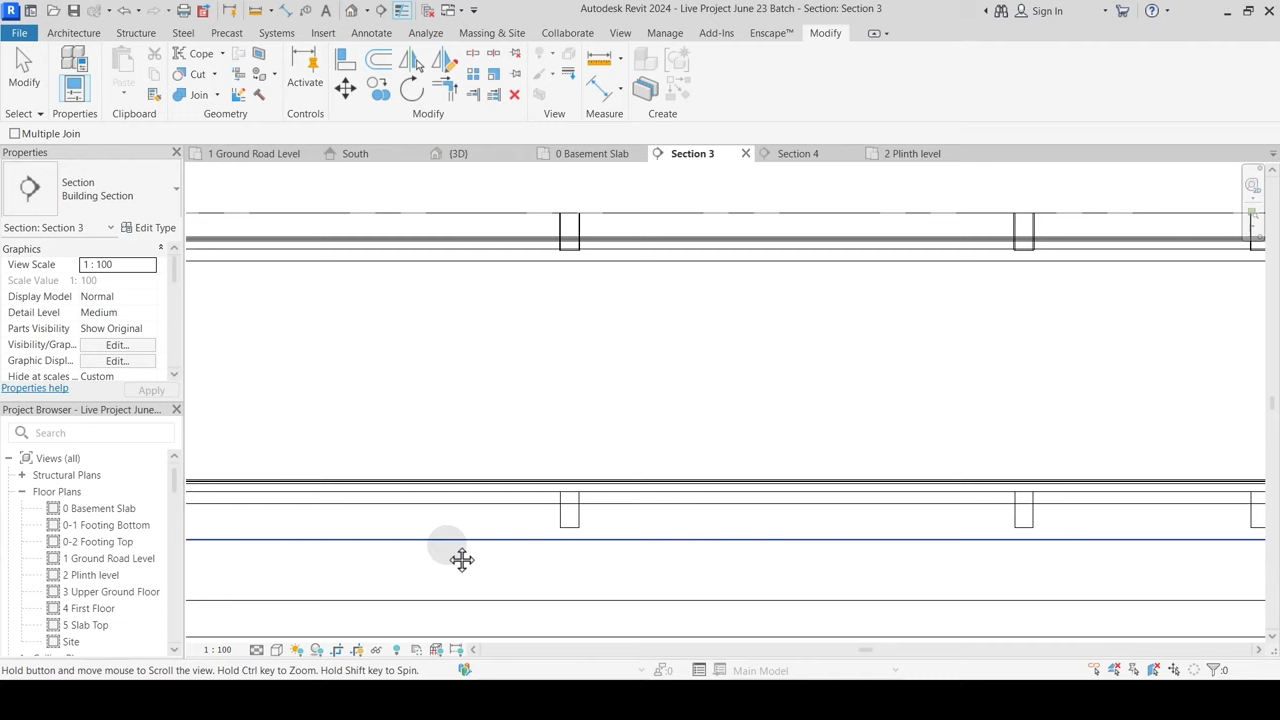 Autodesk Revit 2024 - Live Project June 23 Batch - Section: Section 3
Sign In
File
Architecture
Structure
Steel
Precast
Systems
Insert
Annotate
Analyze
Massing & Site
Collaborate
View
Manage
Add-Ins
Enscape™
Modify
Modify
Properties
Paste
Cope
Cut
Join
Activate
Select
Properties
Clipboard
Geometry
Controls
Modify
View
Measure
Create
Multiple Join
Properties
1 Ground Road Level
South
{3D}
0 Basement Slab
Section 3
Section 4
2 Plinth level
Section
Building Section
Section: Section 3
Edit Type
Graphics
View Scale
1 : 100
Scale Value 1: 100
Display Model Normal
Detail Level Medium
Parts Visibility Show Original
Visibility/Grap... Edit...
Graphic Displ... Edit...
Hide at scales ... Custom
Properties help
Apply
Project Browser - Live Project June...
Search
Views (all)
Structural Plans
Floor Plans
0 Basement Slab
0-1 Footing Bottom
0-2 Footing Top
1 Ground Road Level
2 Plinth level
3 Upper Ground Floor
4 First Floor
5 Slab Top
Site
1 : 100
Hold button and move mouse to Scroll the view. Hold Ctrl key to Zoom. Hold Shift key to Spin.
:0
Main Model
:0